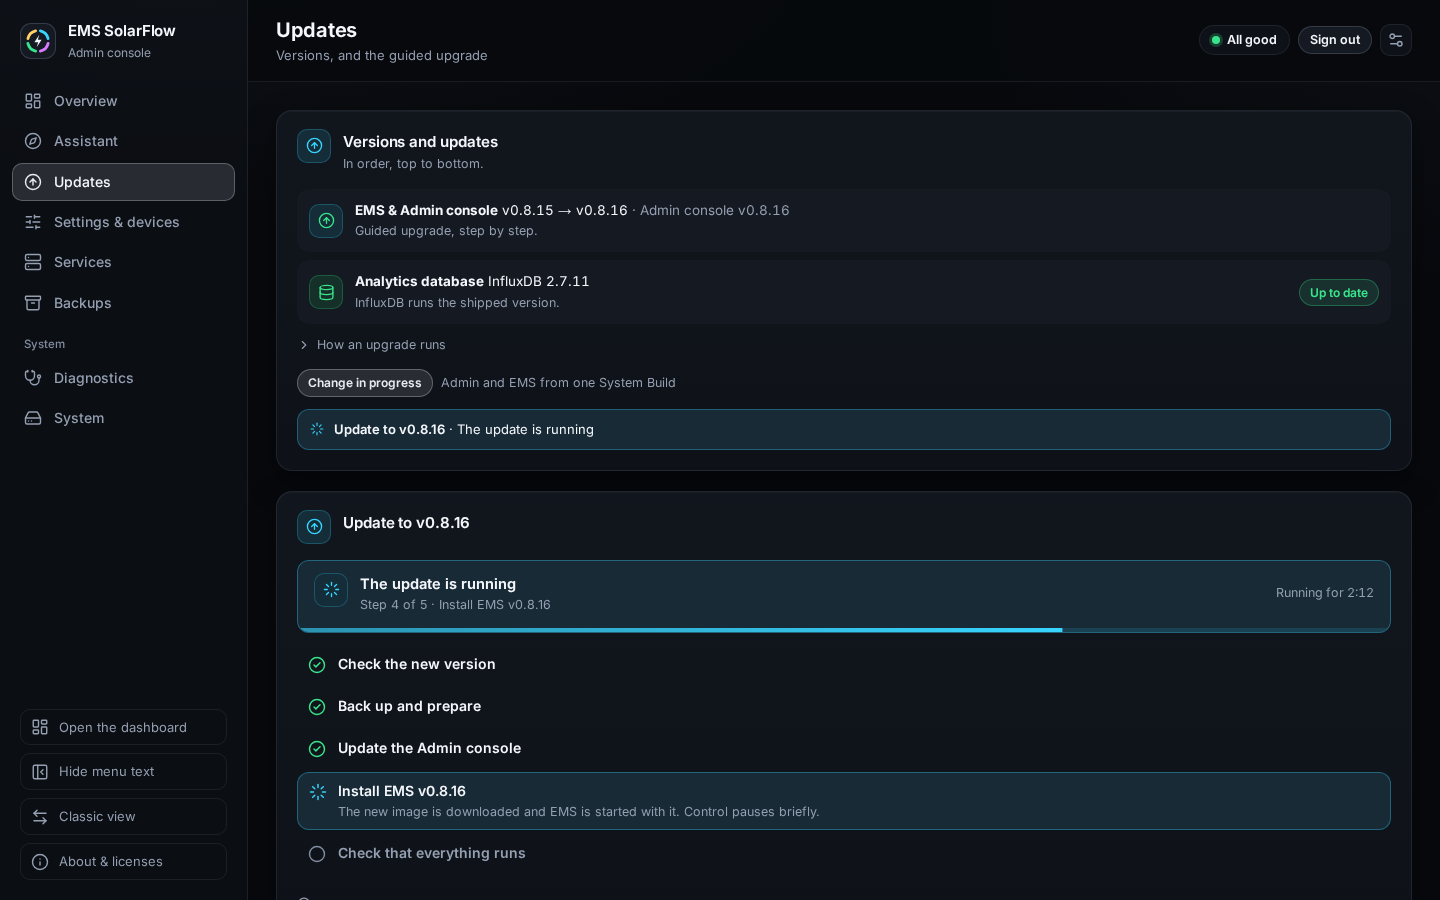 EMS SolarFlow
Admin console
Overview
Assistant
Updates
Settings & devices
Services
Backups
System
Diagnostics
System
Open the dashboard
Hide menu text
Classic view
About & licenses
Updates
Versions, and the guided upgrade
All good
Sign out
Versions and updates
In order, top to bottom.
EMS & Admin console v0.8.15 → v0.8.16 · Admin console v0.8.16
Guided upgrade, step by step.
Analytics database InfluxDB 2.7.11
InfluxDB runs the shipped version.
Up to date
How an upgrade runs
Change in progress Admin and EMS from one System Build
Update to v0.8.16 · The update is running
Update to v0.8.16
The update is running
Step 4 of 5 · Install EMS v0.8.16
Running for 2:12
Check the new version
Back up and prepare
Update the Admin console
Install EMS v0.8.16
The new image is downloaded and EMS is started with it. Control pauses briefly.
Check that everything runs